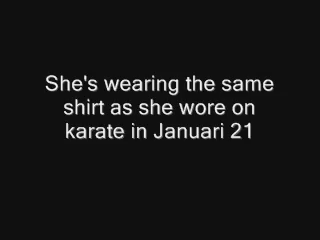 She's wearing the same
shirt as she wore on
karate in Januari 21